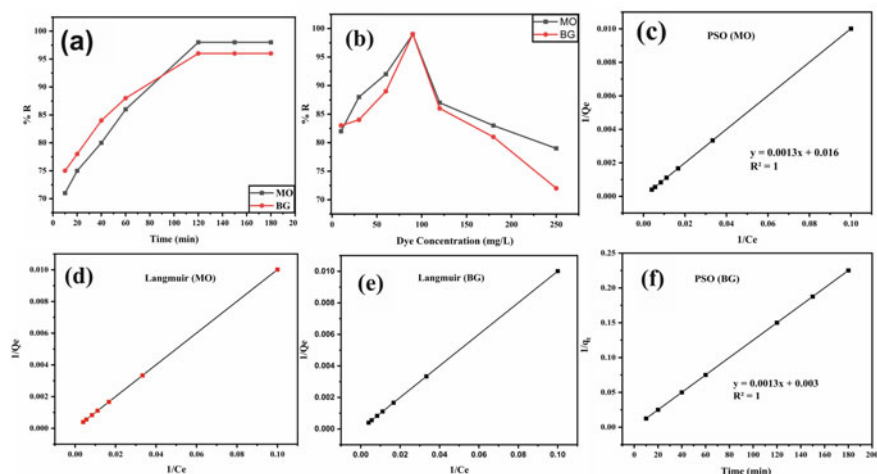 (a)
100
95
90
85
80
75
70
% R
0 20 40 60 80 100 120 140 160 180 200
Time (min)
MO
BG
(b)
100
95
90
85
80
75
70
% R
0 50 100 150 200 250
Dye Concentration (mg/L)
MO
BG
(c)
PSO (MO)
0.010
0.008
0.006
0.004
0.002
0.000
1/Qe
y = 0.0013x + 0.016
R² = 1
0.00 0.02 0.04 0.06 0.08 0.10
1/Ce
(d)
Langmuir (MO)
0.010
0.008
0.006
0.004
0.002
0.000
1/Qe
0.00 0.02 0.04 0.06 0.08 0.10
1/Ce
(e)
Langmuir (BG)
0.010
0.008
0.006
0.004
0.002
0.000
1/Qe
0.00 0.02 0.04 0.06 0.08 0.10
1/Ce
(f)
PSO (BG)
0.25
0.20
0.15
0.10
0.05
0.00
1/qt
y = 0.0013x + 0.003
R² = 1
0 20 40 60 80 100 120 140 160 180 200
Time (min)